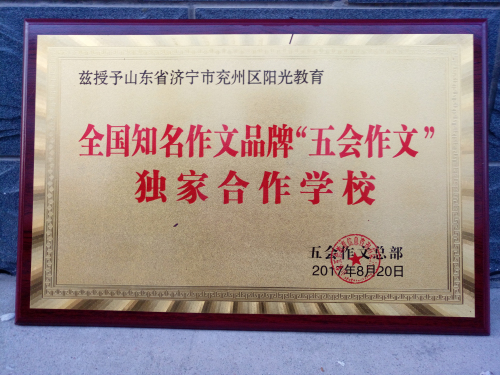 兹授予山东省济宁市兖州区阳光教育
全国知名作文品牌“五会作文”
独家合作学校
五会作文总部
2017年8月20日